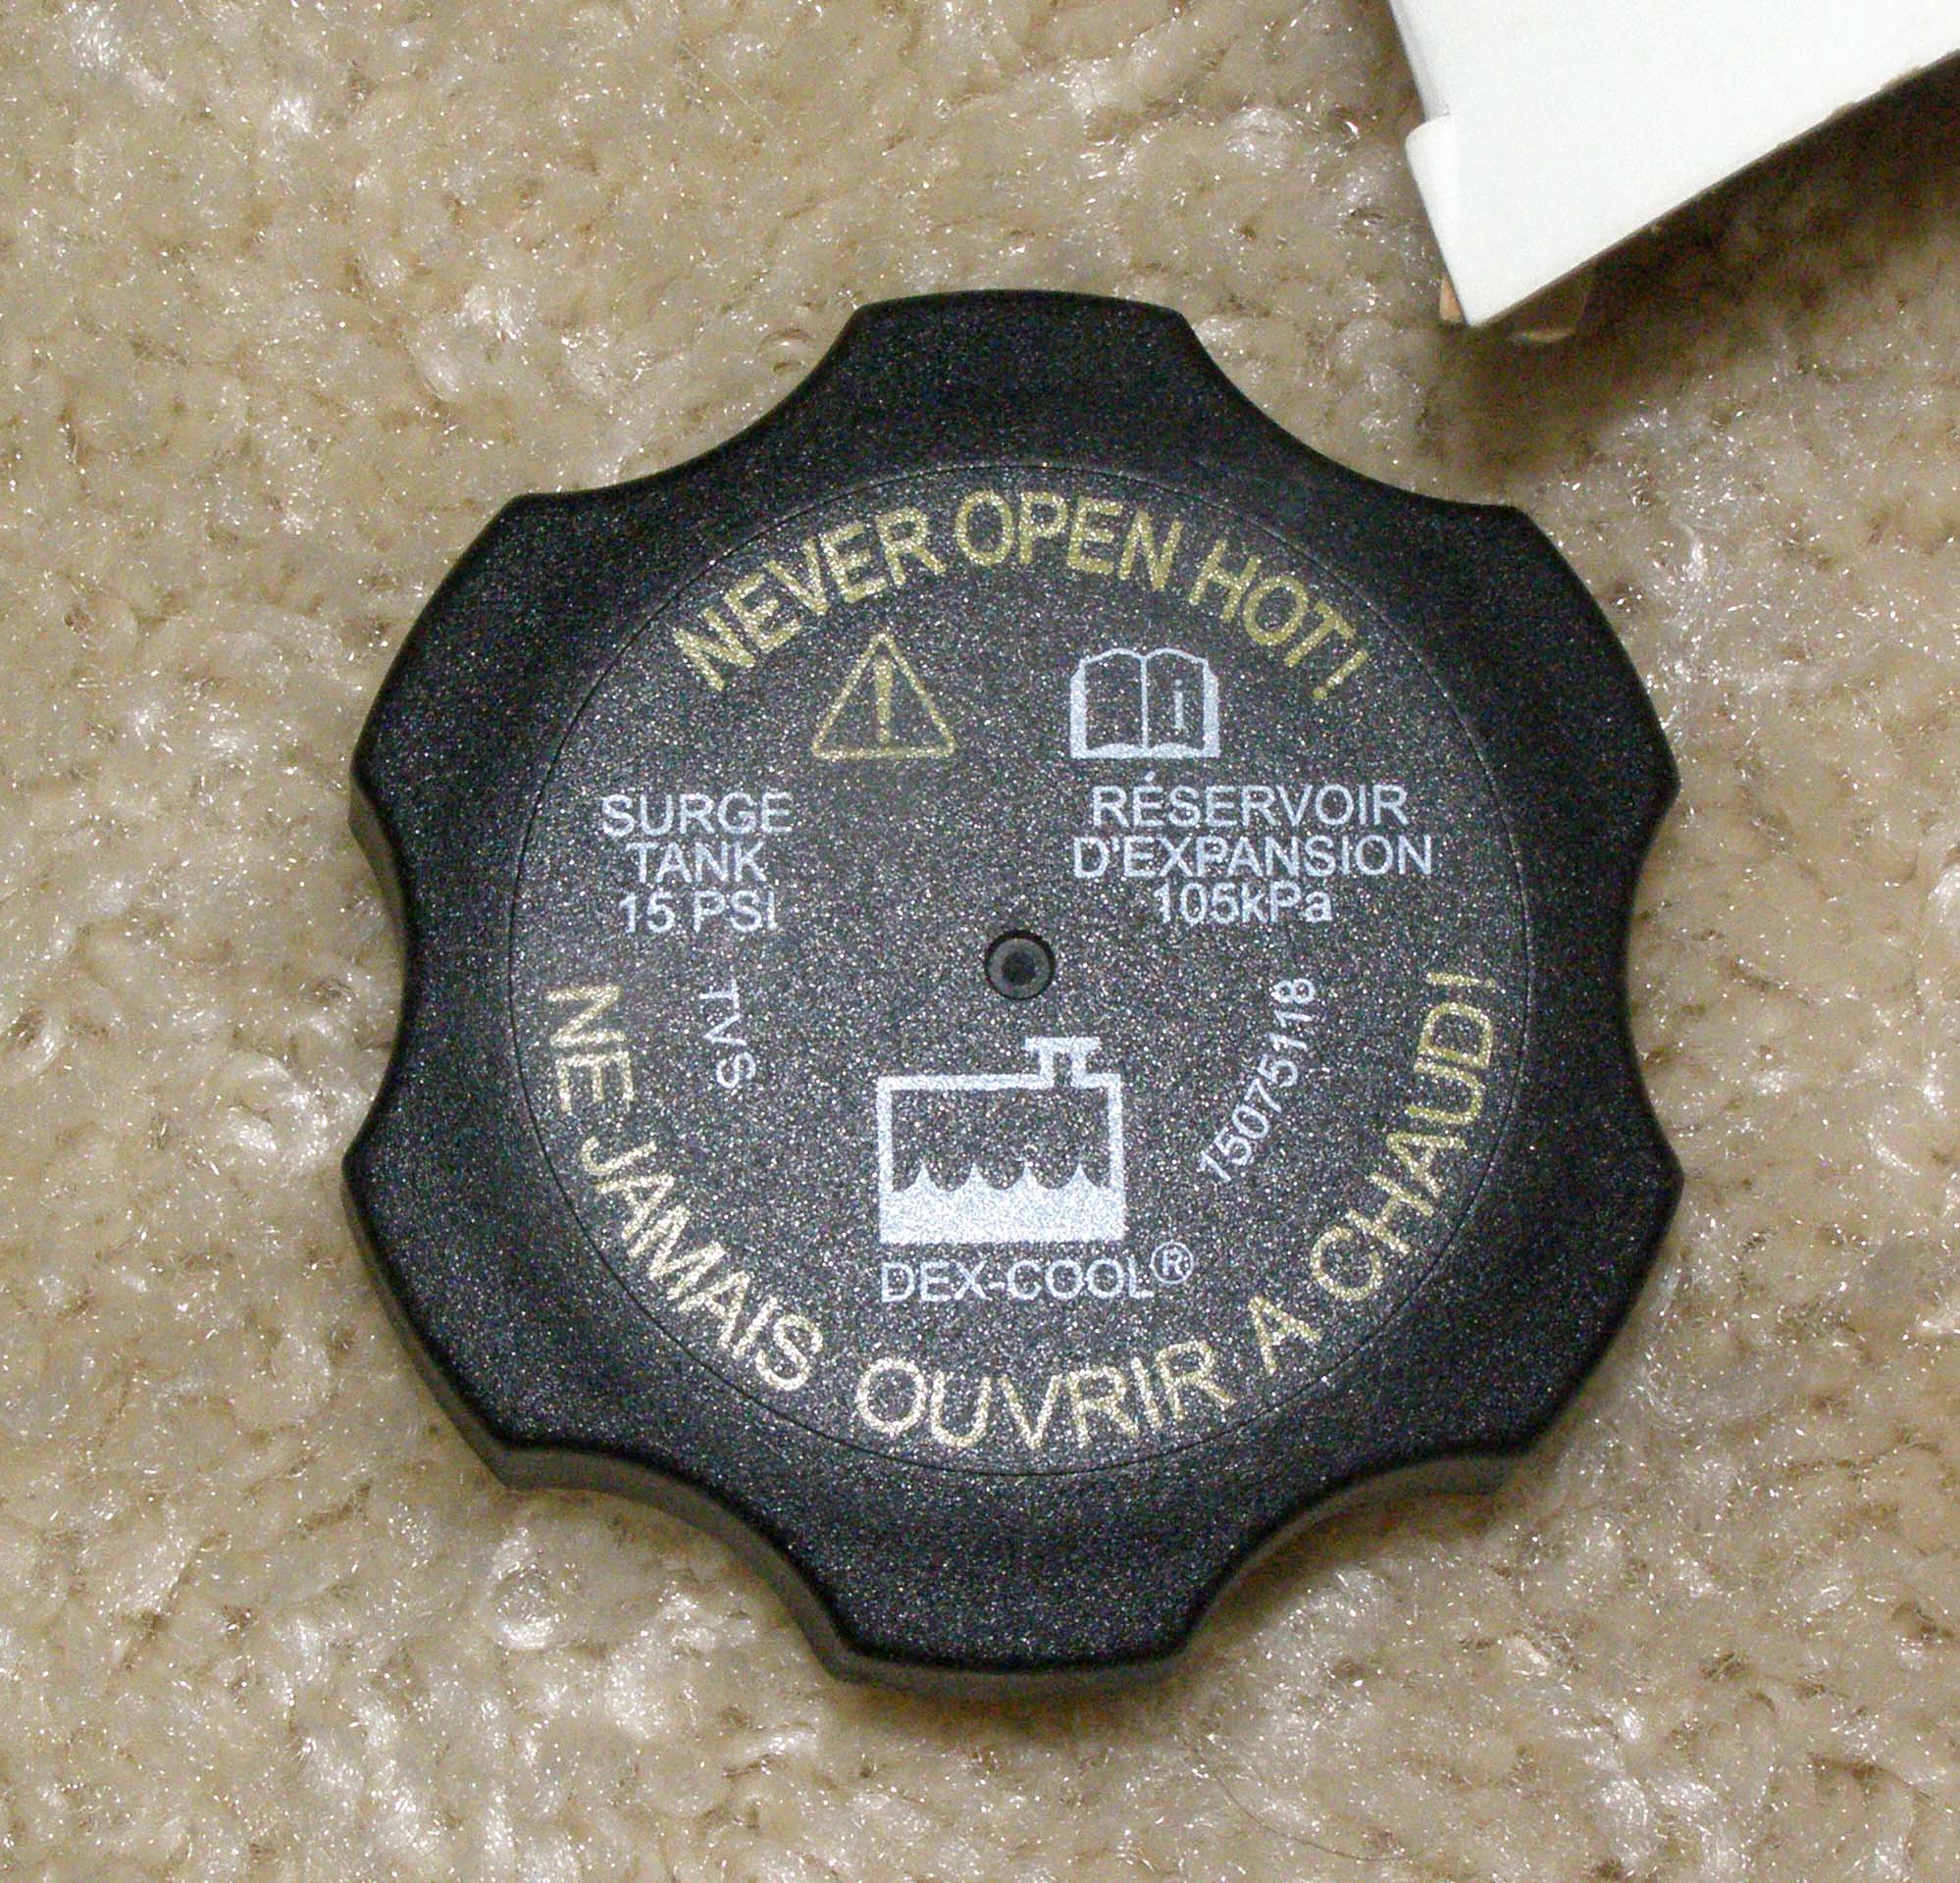 NEVER OPEN HOT!
SURGE
TANK
15 PSI
RÉSERVOIR
D'EXPANSION
105kPa
TVS
15075118
DEX-COOL®
NE JAMAIS OUVRIR A CHAUD!